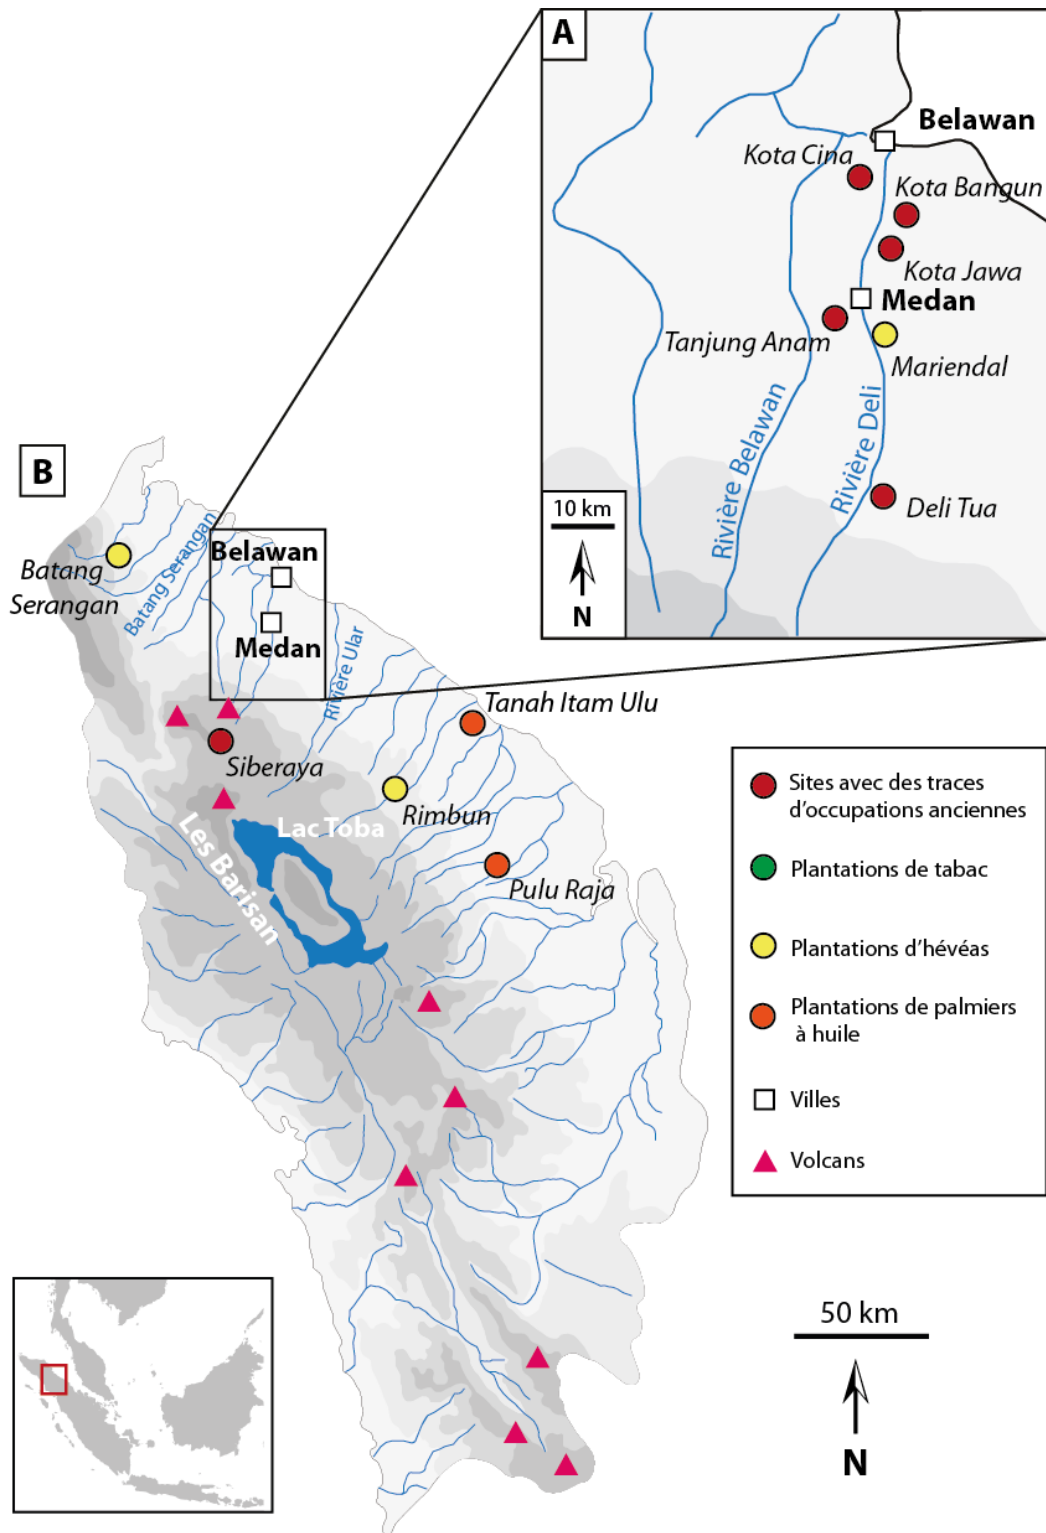 A
Belawan
Kota Cina
Kota Bangun
Kota Jawa
Medan
Tanjung Anam
Mariendal
Rivière Belawan
Rivière Deli
Deli Tua
10 km
N
B
Batang
Serangan
Batang Serangan
Belawan
Medan
Rivière Ular
Tanah Itam Ulu
Siberaya
Rimbun
Lac Toba
Les Barisan
Pulu Raja
Sites avec des traces
d'occupations anciennes
Plantations de tabac
Plantations d'hévéas
Plantations de palmiers
à huile
Villes
Volcans
50 km
N